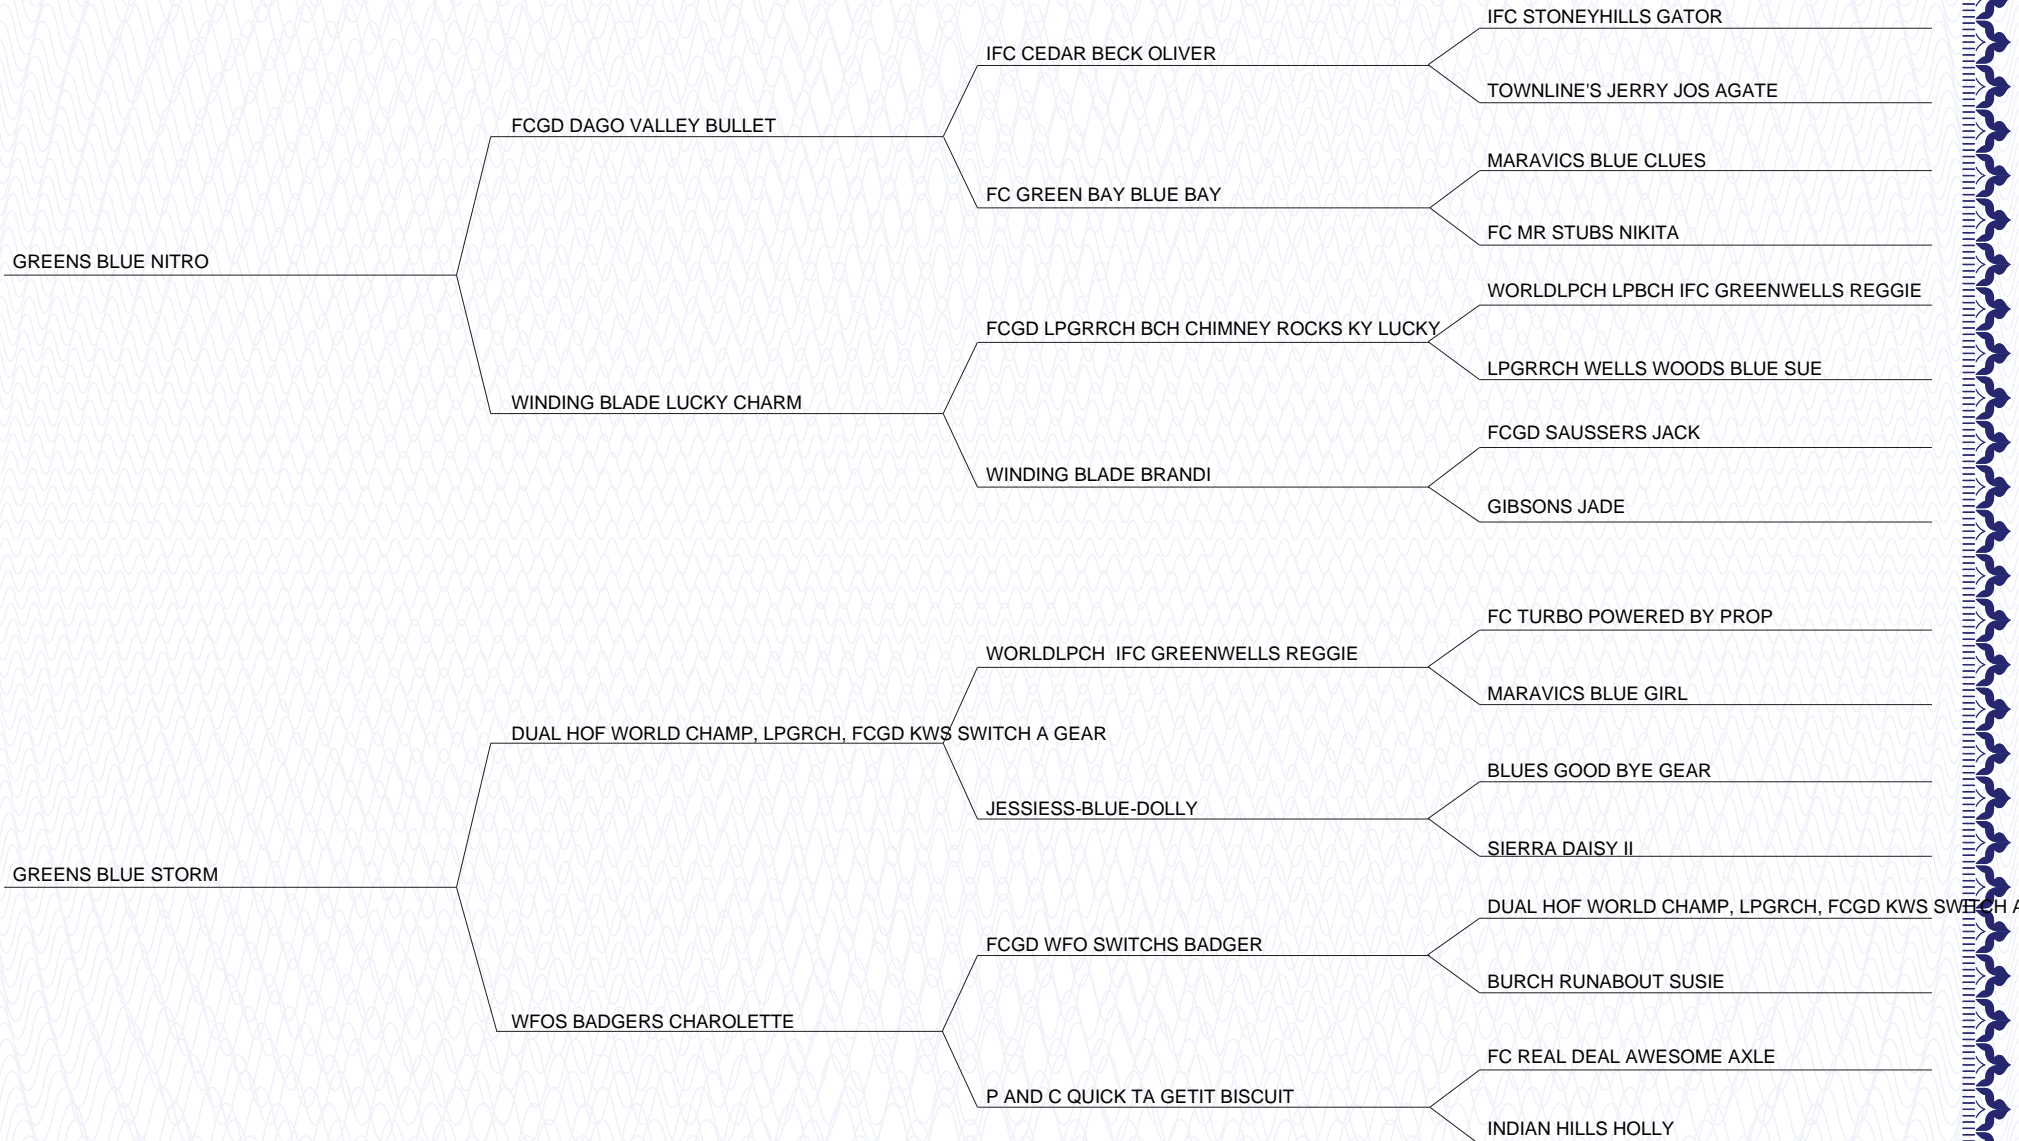 IFC STONEYHILLS GATOR
IFC CEDAR BECK OLIVER
TOWNLINE'S JERRY JOS AGATE
FCGD DAGO VALLEY BULLET
MARAVICS BLUE CLUES
FC GREEN BAY BLUE BAY
FC MR STUBS NIKITA
GREENS BLUE NITRO
WORLDLPCH LPBCH IFC GREENWELLS REGGIE
FCGD LPGRRCH BCH CHIMNEY ROCKS KY LUCKY
LPGRRCH WELLS WOODS BLUE SUE
WINDING BLADE LUCKY CHARM
FCGD SAUSSERS JACK
WINDING BLADE BRANDI
GIBSONS JADE
FC TURBO POWERED BY PROP
WORLDLPCH  IFC GREENWELLS REGGIE
MARAVICS BLUE GIRL
DUAL HOF WORLD CHAMP, LPGRCH, FCGD KWS SWITCH A GEAR
BLUES GOOD BYE GEAR
JESSIESS-BLUE-DOLLY
SIERRA DAISY II
GREENS BLUE STORM
DUAL HOF WORLD CHAMP, LPGRCH, FCGD KWS SWITCH A
FCGD WFO SWITCHS BADGER
BURCH RUNABOUT SUSIE
WFOS BADGERS CHAROLETTE
FC REAL DEAL AWESOME AXLE
P AND C QUICK TA GETIT BISCUIT
INDIAN HILLS HOLLY